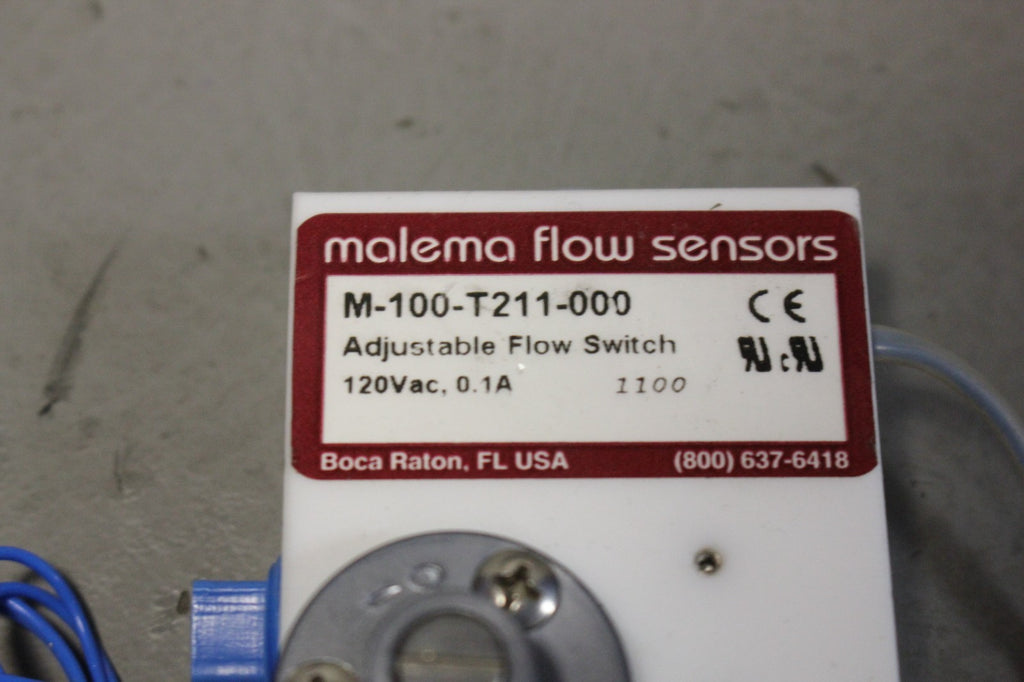 malema flow sensors
M-100-T211-000
CE
Adjustable Flow Switch
120Vac, 0.1A 1100
Boca Raton, FL USA (800) 637-6418